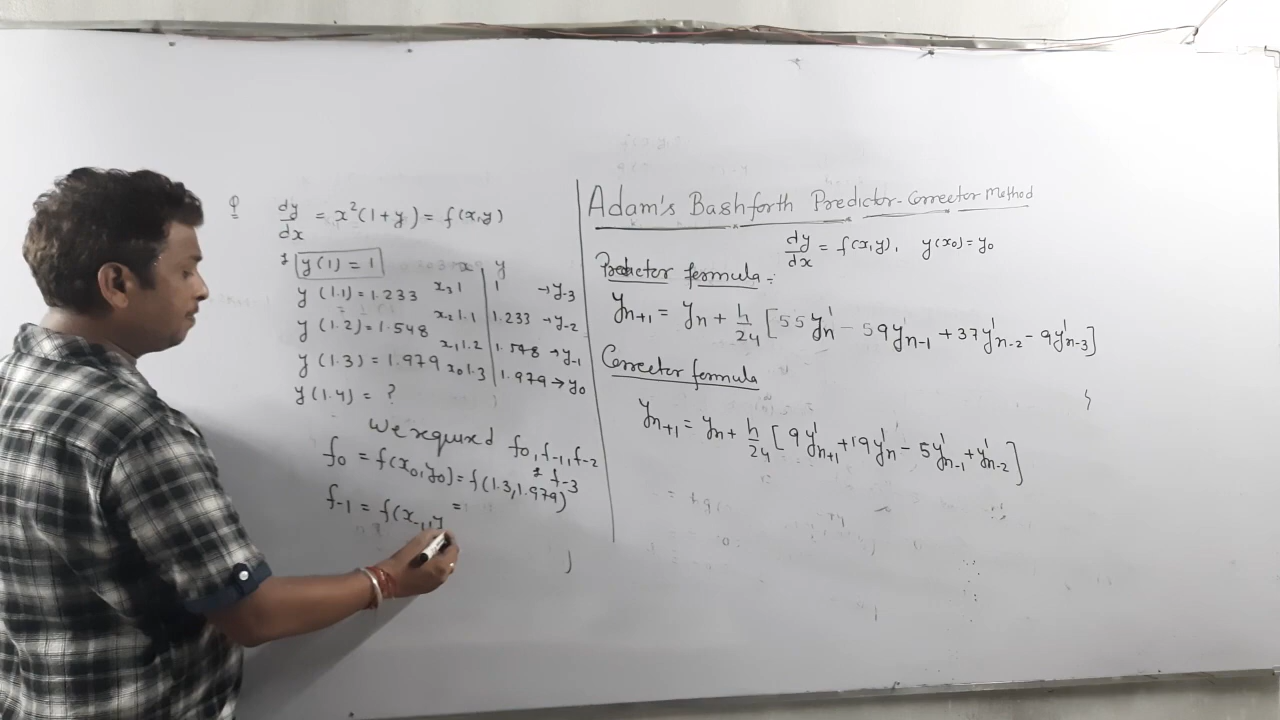 Q dy/dx = x²(1+y) = f(x,y)
y(1) = 1
x y
y(1.1) = 1.233
x₃ 1 1 → y₋₃
y(1.2) = 1.548
x₂ 1.1 1.233 → y₋₂
y(1.3) = 1.979
x₁ 1.2 1.548 → y₋₁
x₀ 1.3 1.979 → y₀
y(1.4) = ?
We required f₀, f₋₁, f₋₂
f₋₃
f₀ = f(x₀, y₀) = f(1.3, 1.979)
=
f₋₁ = f(x₋₁, y
Adam's Bashforth Predictor-Corrector Method
dy/dx = f(x,y), y(x₀) = y₀
Predictor formula :
yₙ₊₁ = yₙ + h/24 [55y'ₙ − 59y'ₙ₋₁ + 37y'ₙ₋₂ − 9y'ₙ₋₃]
Corrector formula
yₙ₊₁ = yₙ + h/24 [9y'ₙ₊₁ + 19y'ₙ − 5y'ₙ₋₁ + y'ₙ₋₂]